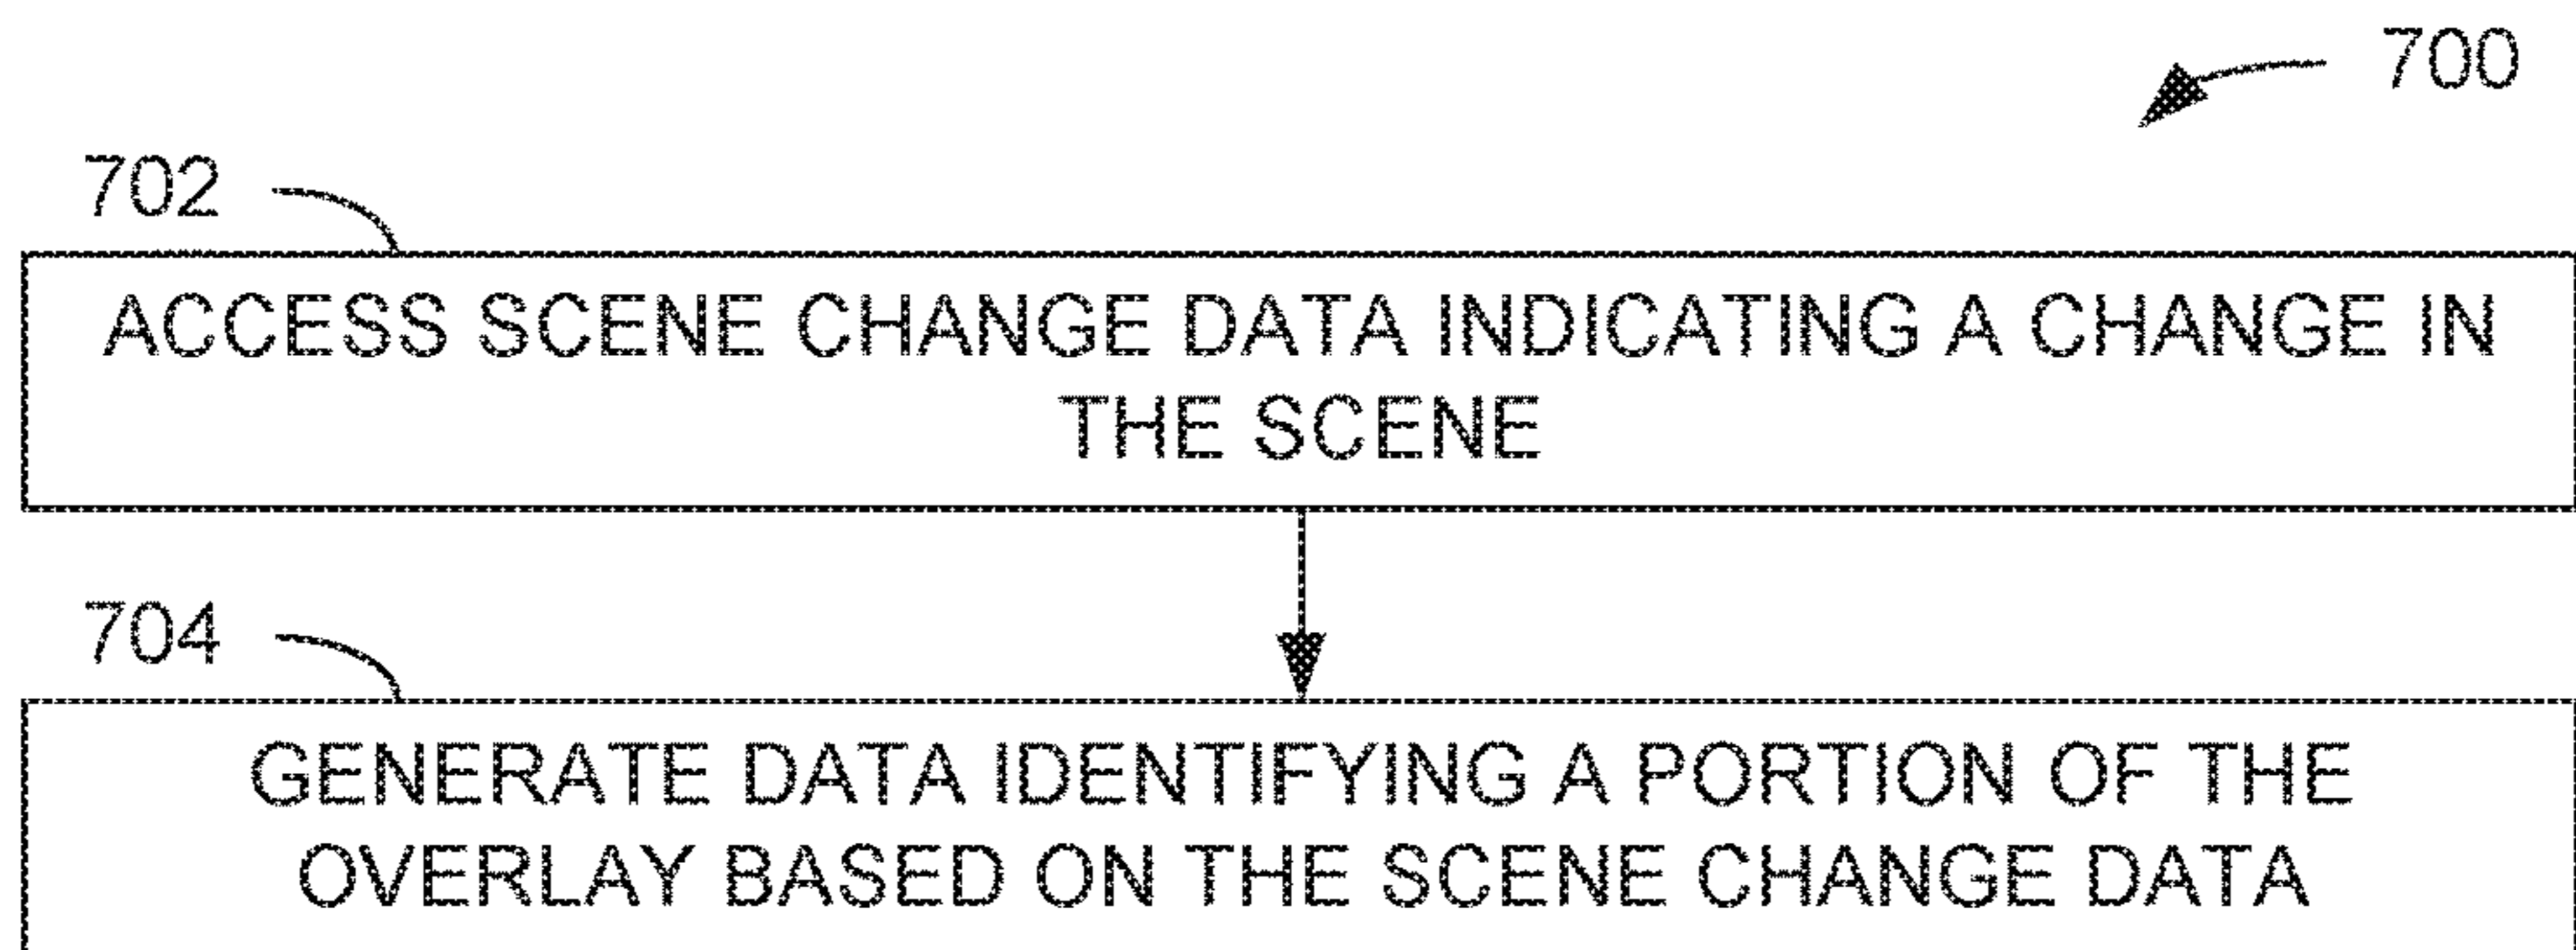 700
702
ACCESS SCENE CHANGE DATA INDICATING A CHANGE IN
THE SCENE
704
GENERATE DATA IDENTIFYING A PORTION OF THE
OVERLAY BASED ON THE SCENE CHANGE DATA